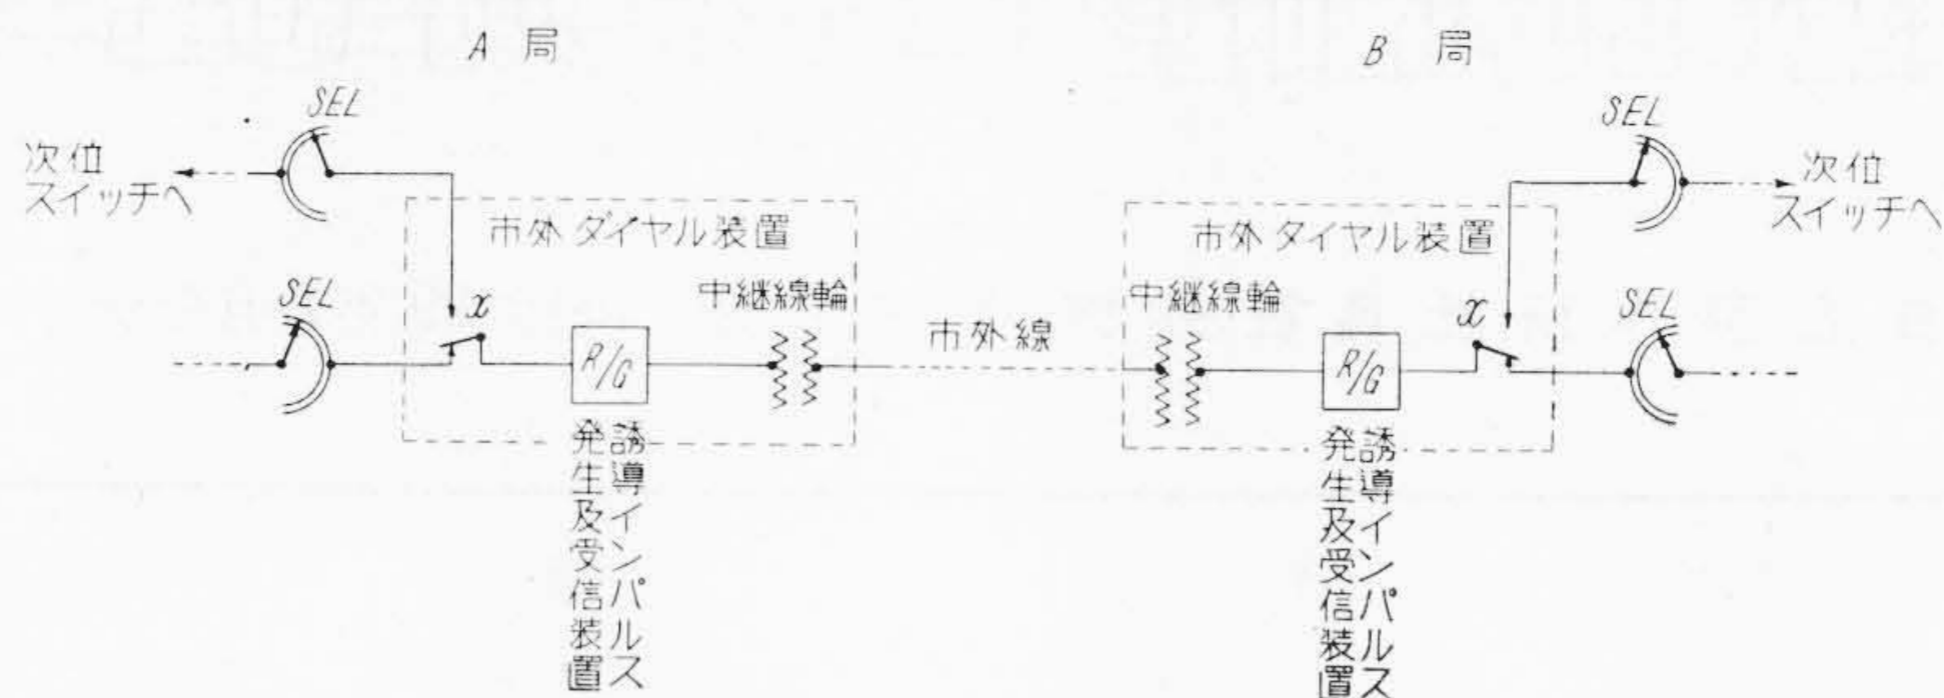 A 局
B 局
SEL
SEL
次位
スイッチヘ
次位
スイッチヘ
市外ダイヤル装置
市外ダイヤル装置
SEL
x
中継線輪
市外線
中継線輪
x
SEL
R/G
R/G
誘導インパルス
発生及受信装置
誘導インパルス
発生及受信装置